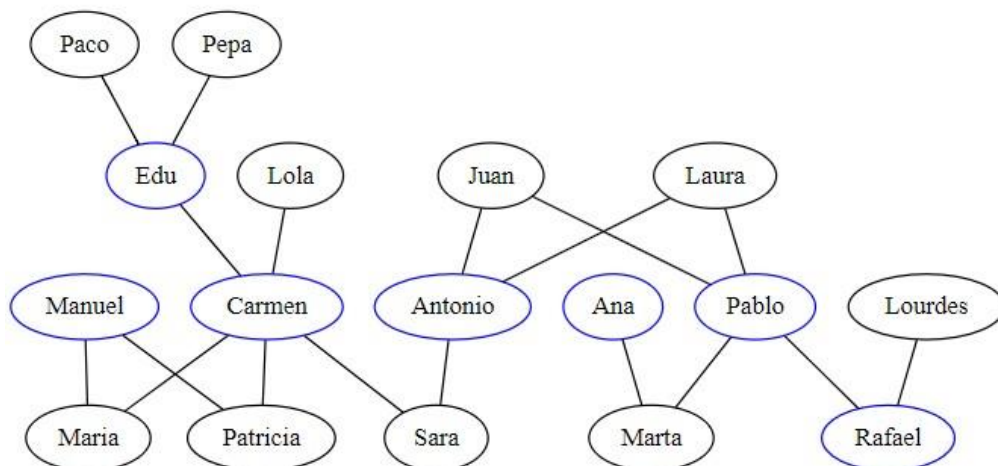 Paco Pepa
Edu Lola Juan Laura
Manuel Carmen Antonio Ana Pablo Lourdes
Maria Patricia Sara Marta Rafael